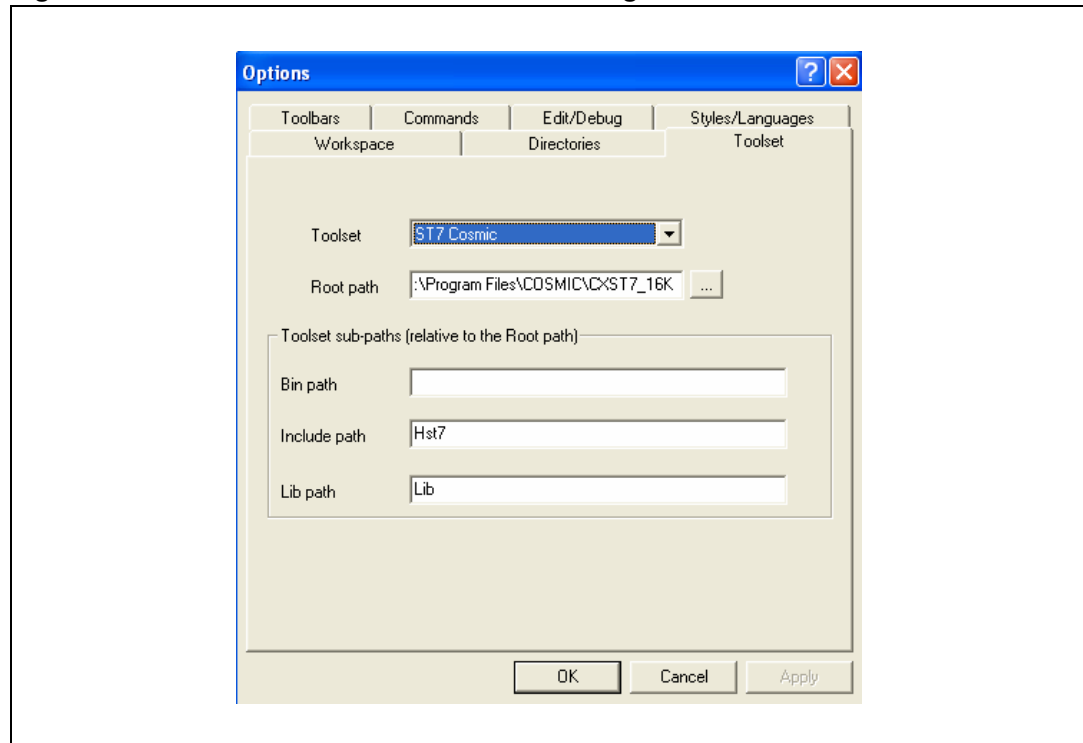 Options
Toolbars Commands Edit/Debug Styles/Languages
Workspace Directories Toolset
Toolset ST7 Cosmic
Root path :\Program Files\COSMIC\CXST7_16K ...
Toolset sub-paths (relative to the Root path)
Bin path
Include path Hst7
Lib path Lib
OK Cancel Apply